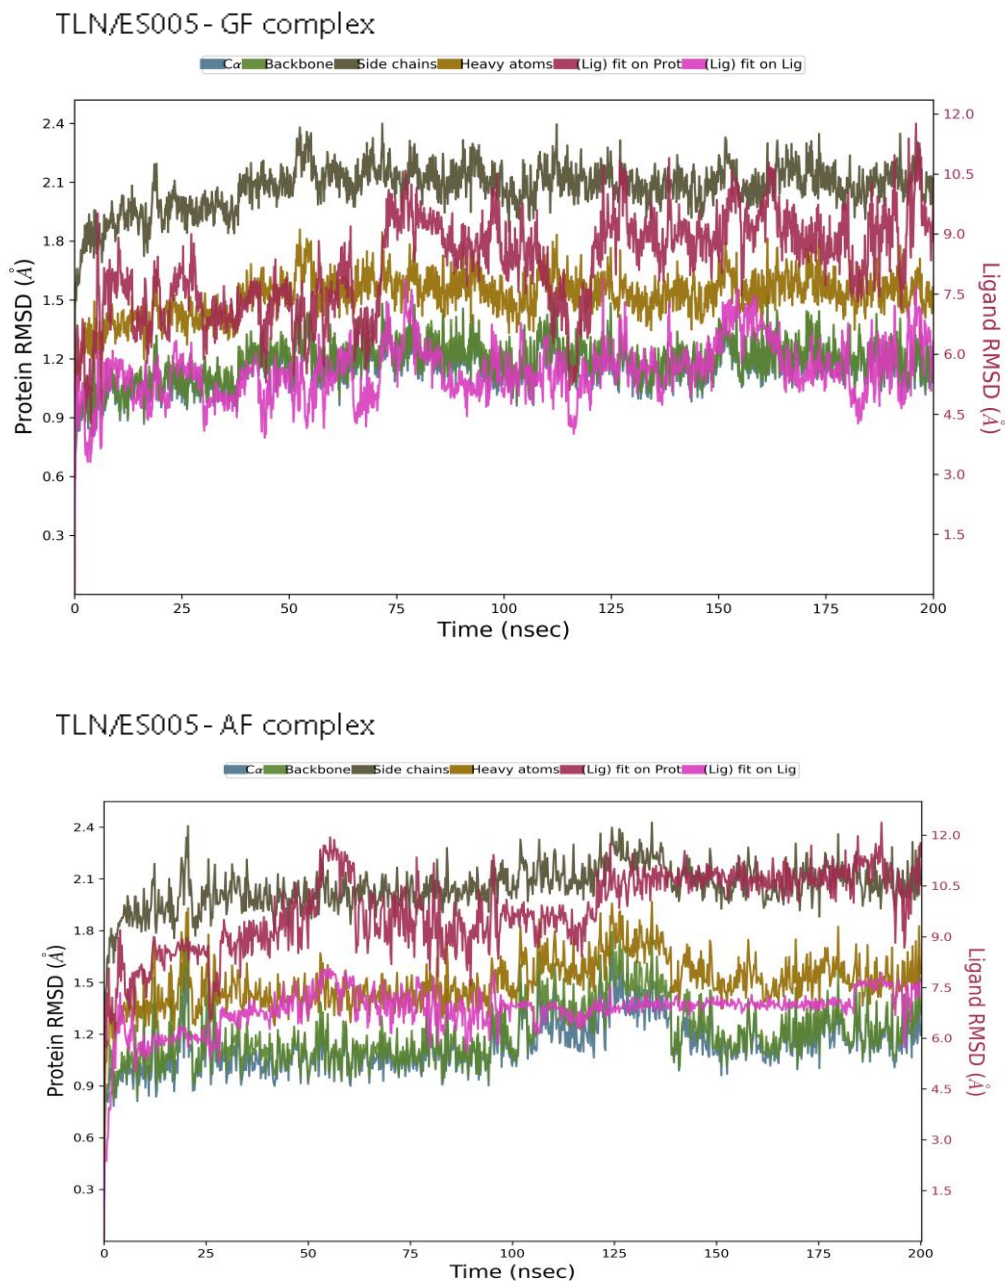 TLN/ES005 - GF complex
Cα Backbone Side chains Heavy atoms (Lig) fit on Prot (Lig) fit on Lig
2.4
2.1
1.8
1.5
1.2
0.9
0.6
0.3
Protein RMSD (Å)
12.0
10.5
9.0
7.5
6.0
4.5
3.0
1.5
Ligand RMSD (Å)
0 25 50 75 100 125 150 175 200
Time (nsec)
TLN/ES005 - AF complex
Cα Backbone Side chains Heavy atoms (Lig) fit on Prot (Lig) fit on Lig
2.4
2.1
1.8
1.5
1.2
0.9
0.6
0.3
Protein RMSD (Å)
12.0
10.5
9.0
7.5
6.0
4.5
3.0
1.5
Ligand RMSD (Å)
0 25 50 75 100 125 150 175 200
Time (nsec)